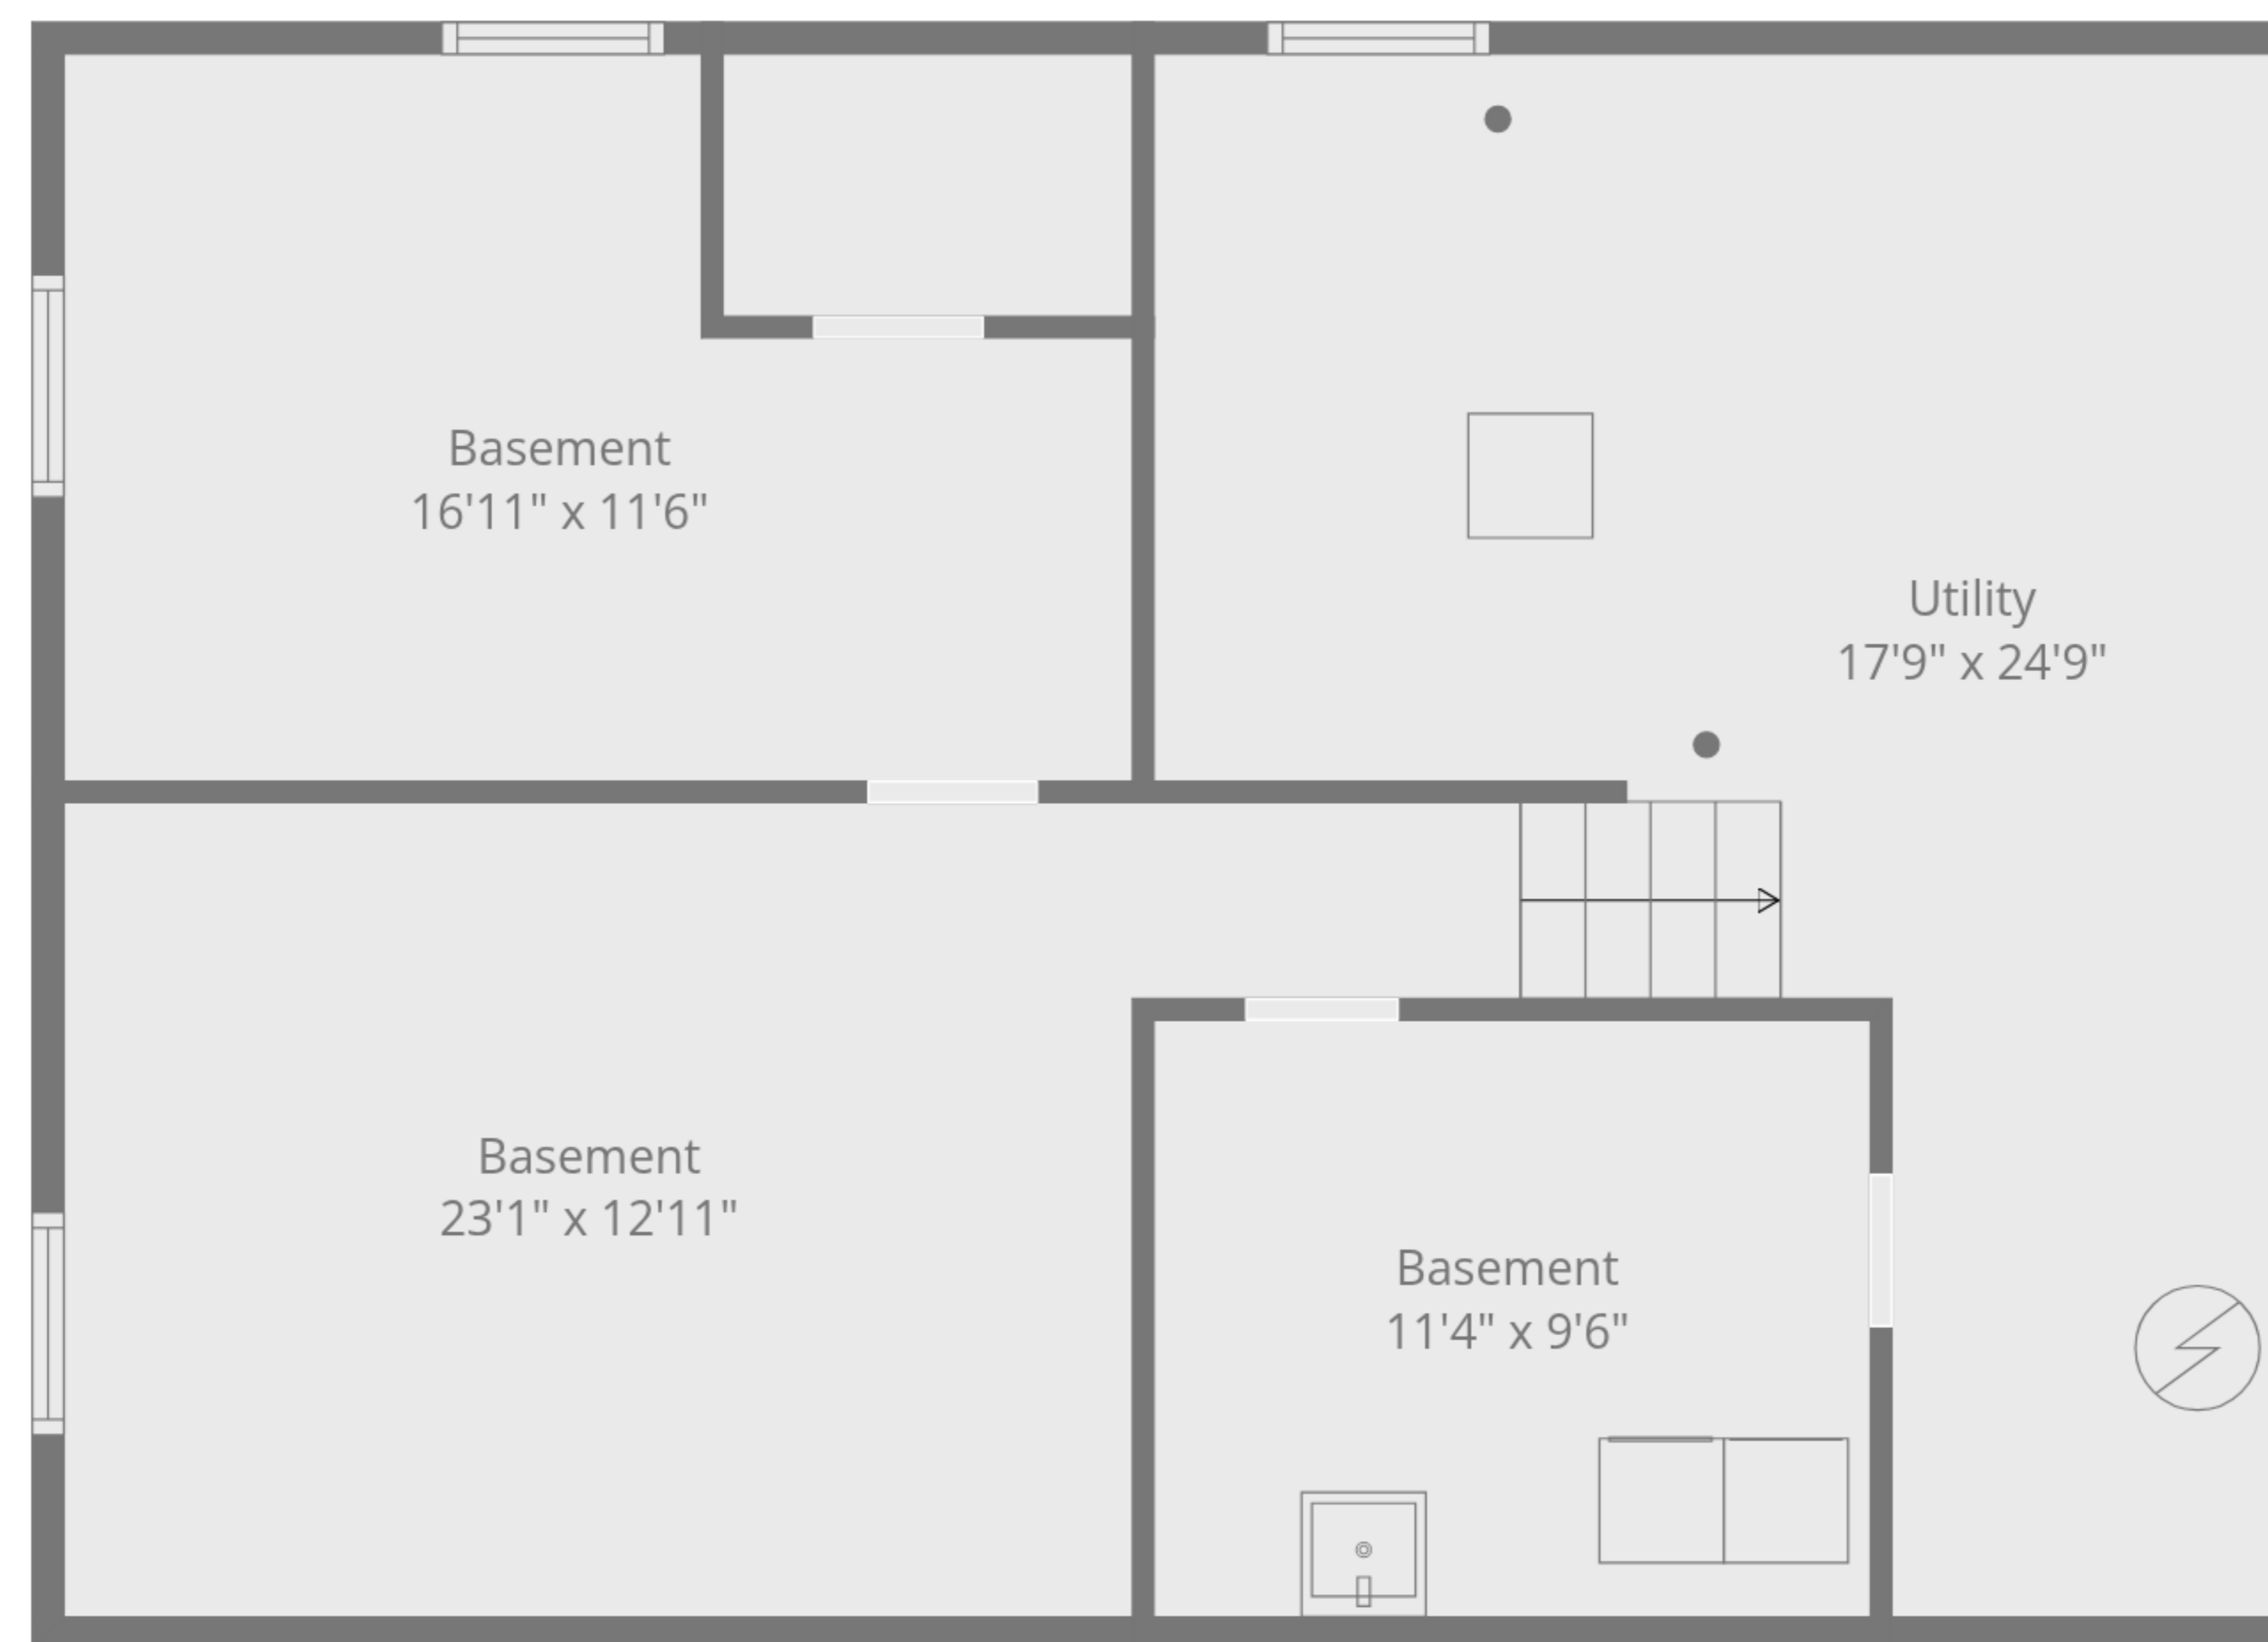 Basement
16'11" x 11'6"
Utility
17'9" x 24'9"
Basement
23'1" x 12'11"
Basement
11'4" x 9'6"